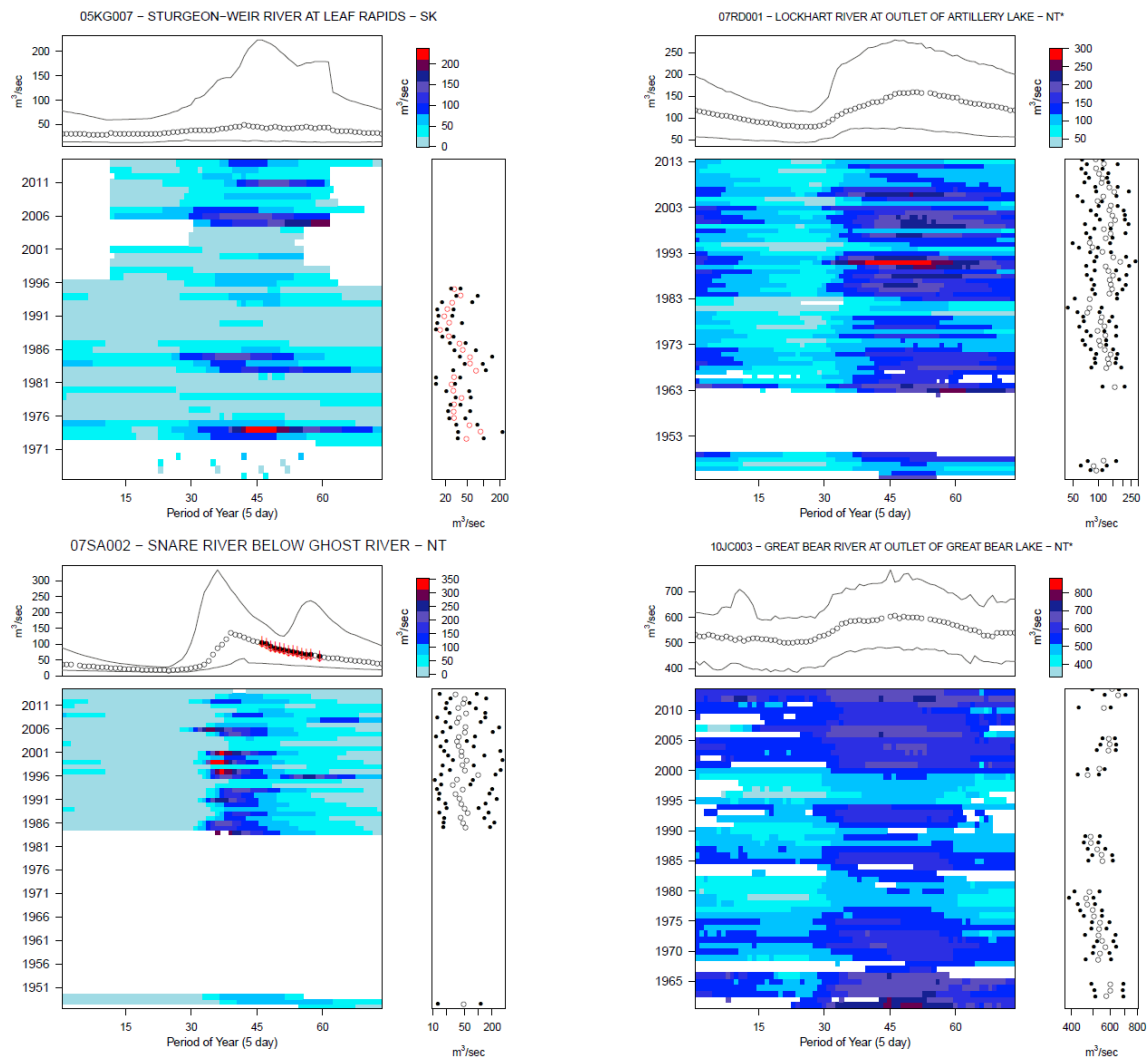 05KG007 – STURGEON–WEIR RIVER AT LEAF RAPIDS – SK
m³/sec
200
150
100
50
m³/sec
200
150
100
50
0
2011
2006
2001
1996
1991
1986
1981
1976
1971
15 30 45 60
Period of Year (5 day)
20 50 200
m³/sec
07RD001 – LOCKHART RIVER AT OUTLET OF ARTILLERY LAKE – NT*
m³/sec
250
200
150
100
50
m³/sec
300
250
200
150
100
50
2013
2003
1993
1983
1973
1963
1953
15 30 45 60
Period of Year (5 day)
50 100 250
m³/sec
07SA002 – SNARE RIVER BELOW GHOST RIVER – NT
m³/sec
300
200
150
100
50
0
m³/sec
350
300
250
200
150
100
50
0
2011
2006
2001
1996
1991
1986
1981
1976
1971
1966
1961
1956
1951
15 30 45 60
Period of Year (5 day)
10 50 200
m³/sec
10JC003 – GREAT BEAR RIVER AT OUTLET OF GREAT BEAR LAKE – NT*
m³/sec
700
600
500
400
m³/sec
800
700
600
500
400
2010
2005
2000
1995
1990
1985
1980
1975
1970
1965
15 30 45 60
Period of Year (5 day)
400 600 800
m³/sec